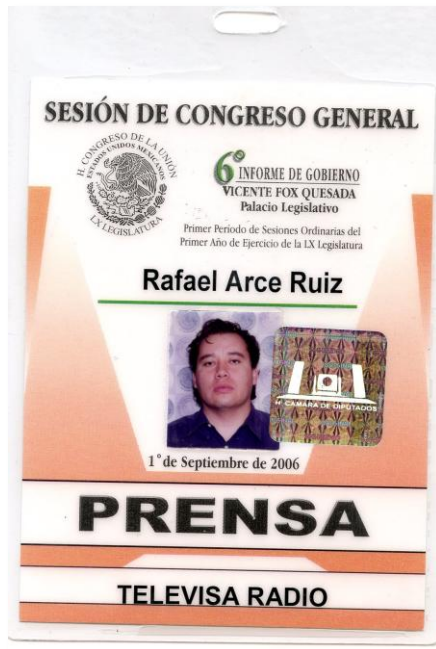 SESIÓN DE CONGRESO GENERAL
H. CONGRESO DE LA UNIÓN
ESTADOS UNIDOS MEXICANOS
LX LEGISLATURA
6° INFORME DE GOBIERNO
VICENTE FOX QUESADA
Palacio Legislativo
Primer Periodo de Sesiones Ordinarias del
Primer Año de Ejercicio de la LX Legislatura
Rafael Arce Ruiz
H. CAMARA DE DIPUTADOS
1° de Septiembre de 2006
PRENSA
TELEVISA RADIO